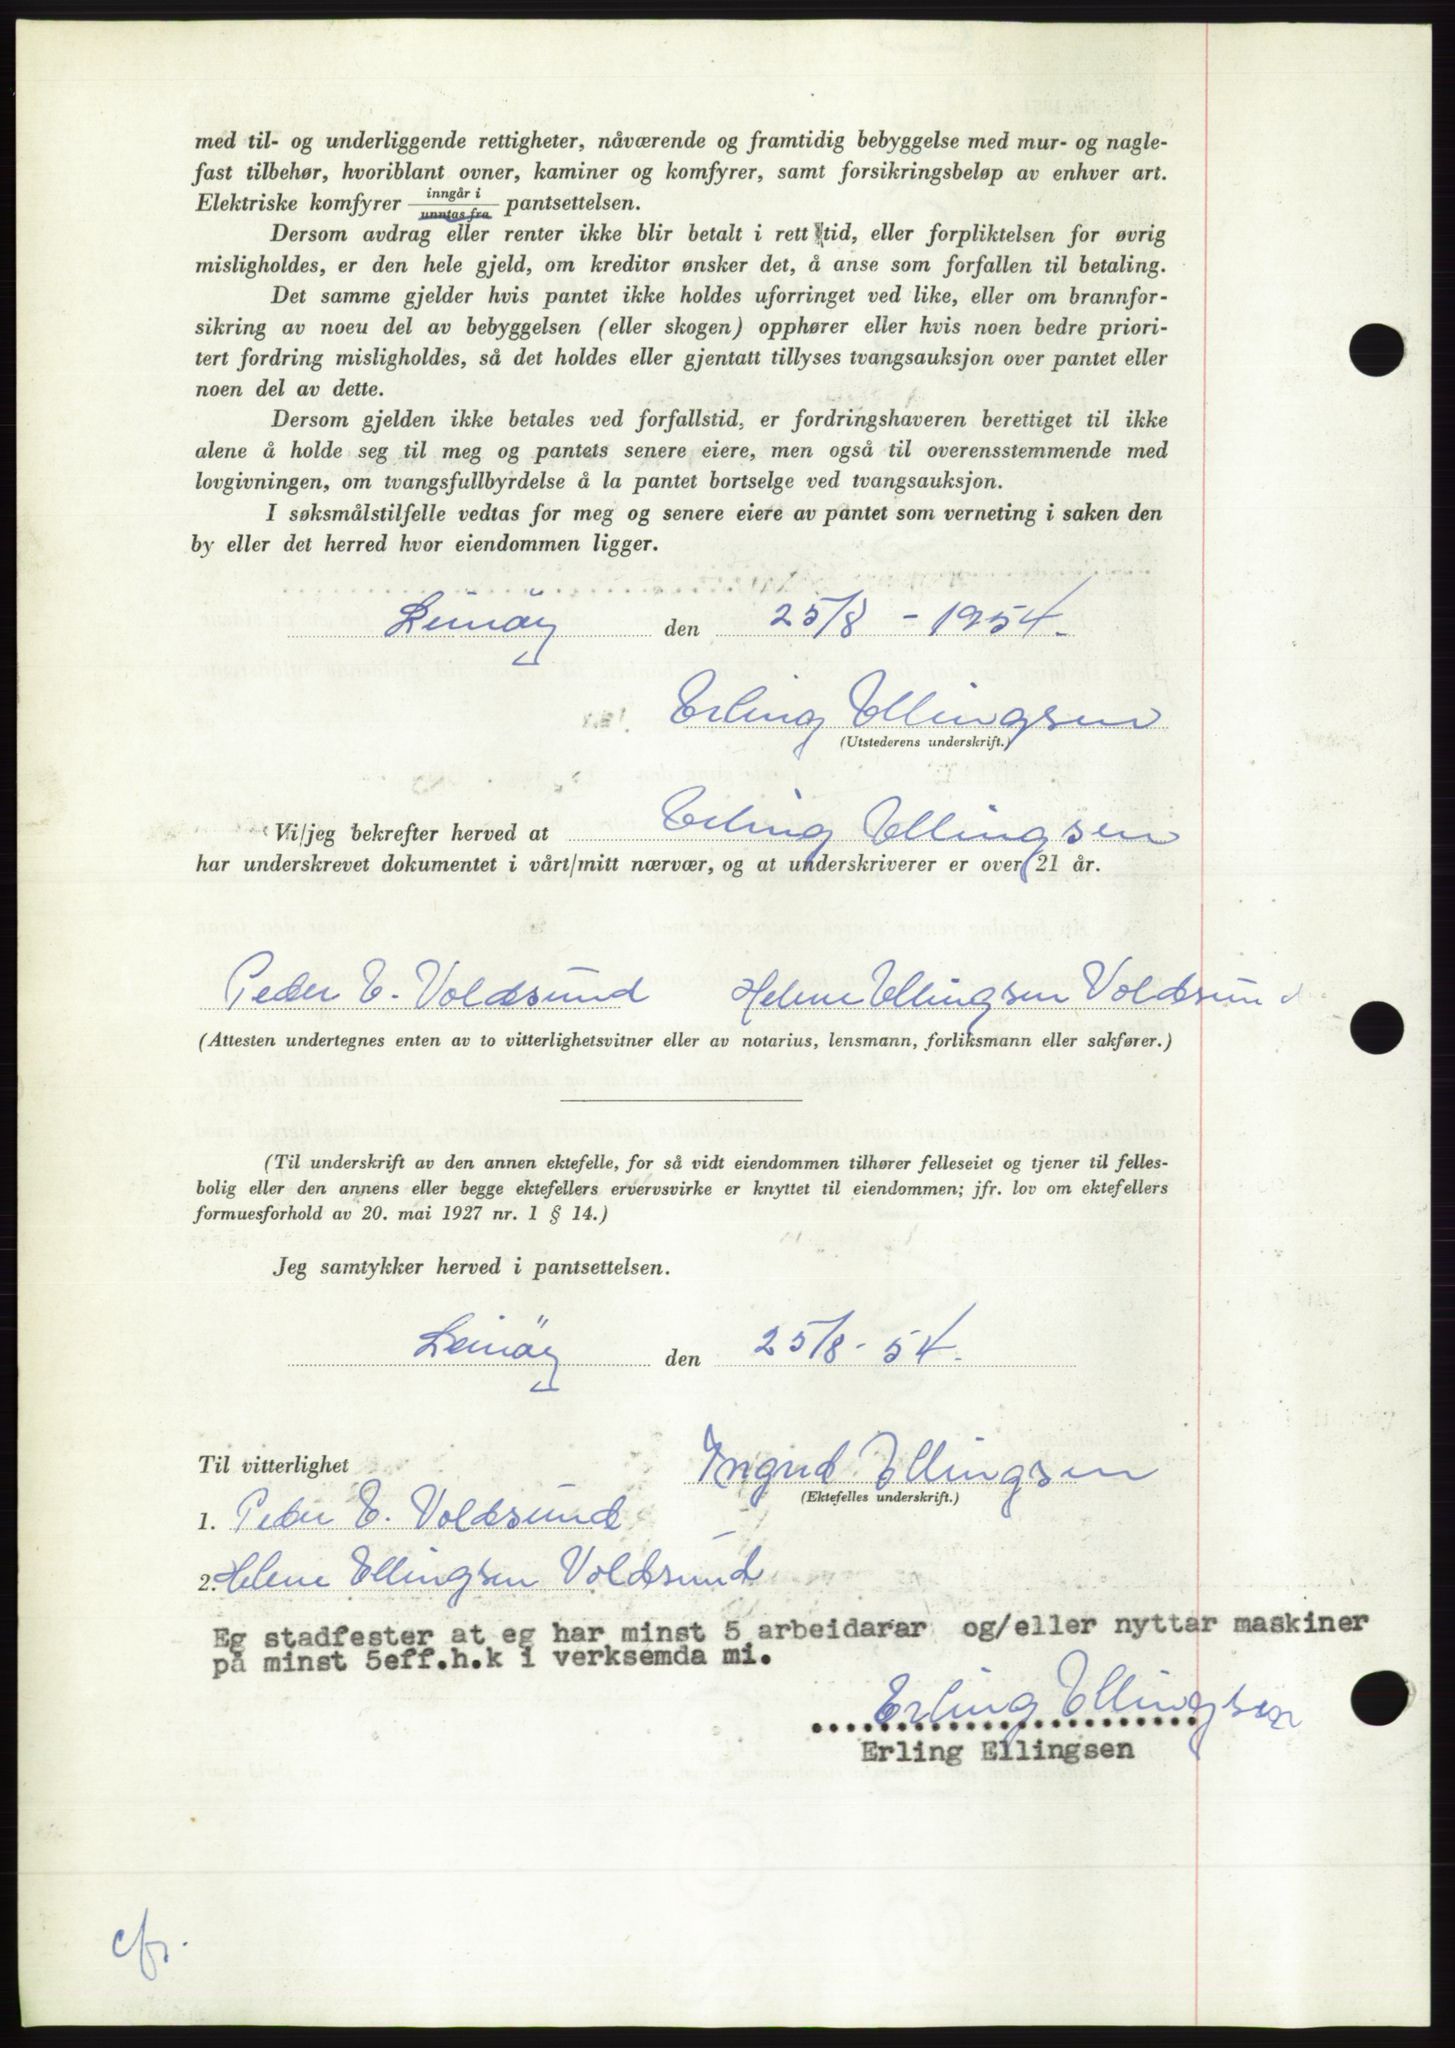 med til- og underliggende rettigheter, nåværende og framtidig bebyggelse med mur- og nagle-
fast tilbehør, hvoriblant ovner, kaminer og komfyrer, samt forsikringsbeløp av enhver art.
Elektriske komfyrer inngår i / unntas fra pantsettelsen.
Dersom avdrag eller renter ikke blir betalt i rett tid, eller forpliktelsen for øvrig
misligholdes, er den hele gjeld, om kreditor ønsker det, å anse som forfallen til betaling.
Det samme gjelder hvis pantet ikke holdes uforringet ved like, eller om brannfor-
sikring av noeu del av bebyggelsen (eller skogen) opphører eller hvis noen bedre priori-
tert fordring misligholdes, så det holdes eller gjentatt tillyses tvangsauksjon over pantet eller
noen del av dette.
Dersom gjelden ikke betales ved forfallstid, er fordringshaveren berettiget til ikke
alene å holde seg til meg og pantets senere eiere, men også til overensstemmende med
lovgivningen, om tvangsfullbyrdelse å la pantet bortselge ved tvangsauksjon.
I søksmålstilfelle vedtas for meg og senere eiere av pantet som verneting i saken den
by eller det herred hvor eiendommen ligger.
Leinöy den 25/8 - 1954.
Erling Ellingsen
(Utstederens underskrift.)
Vi/jeg bekrefter herved at Erling Ellingsen
har underskrevet dokumentet i vårt/mitt nærvær, og at underskriverer er over 21 år.
Peder E. Voldsund Helene Ellingsen Voldsund
(Attesten undertegnes enten av to vitterlighetsvitner eller av notarius, lensmann, forliksmann eller sakfører.)
(Til underskrift av den annen ektefelle, for så vidt eiendommen tilhører felleseiet og tjener til felles-
bolig eller den annens eller begge ektefellers ervervsvirke er knyttet til eiendommen; jfr. lov om ektefellers
formuesforhold av 20. mai 1927 nr. 1 § 14.)
Jeg samtykker herved i pantsettelsen.
Leinöy den 25/8 - 54.
Til vitterlighet
Ingrid Ellingsen
(Ektefelles underskrift.)
1. Peder E. Voldsund
2. Helene Ellingsen Voldsund
Eg stadfester at eg har minst 5 arbeidarar og/eller nyttar maskiner
på minst 5eff.h.k i verksemda mi.
Erling Ellingsen
Erling Ellingsen
cfr.